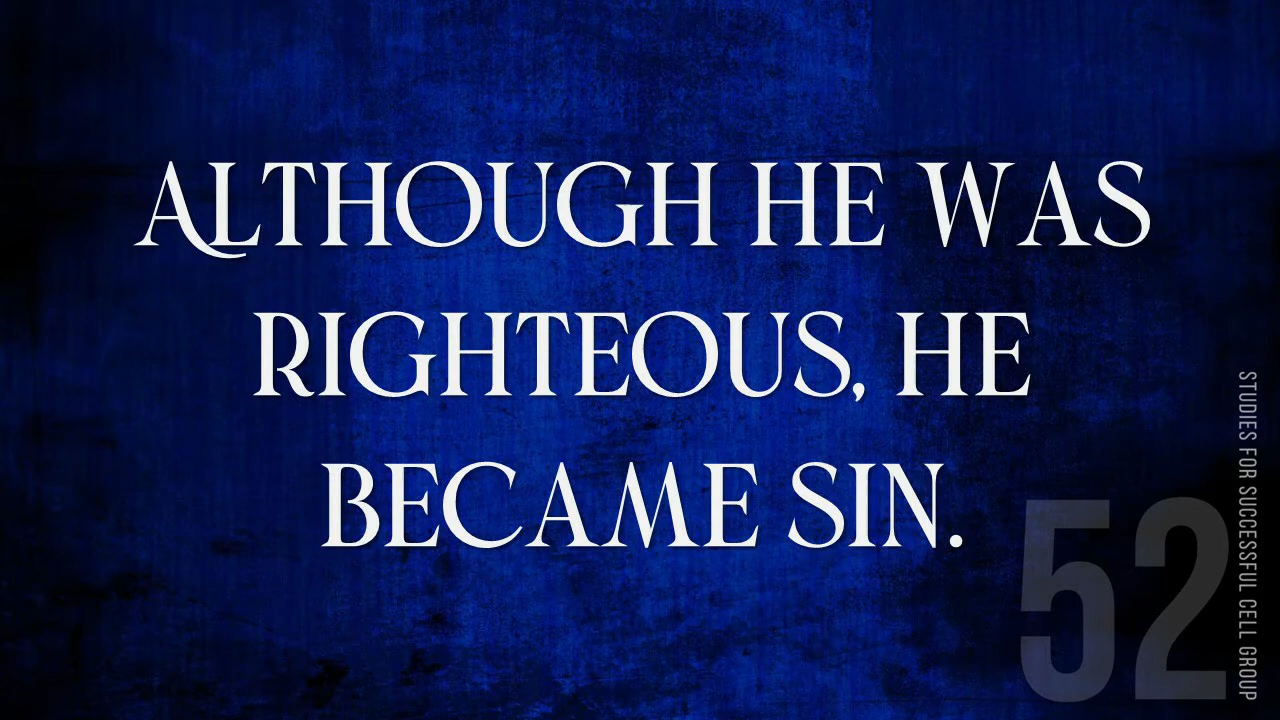 ALTHOUGH HE WAS
RIGHTEOUS, HE
BECAME SIN.
52
STUDIES FOR SUCCESSFUL CELL GROUP